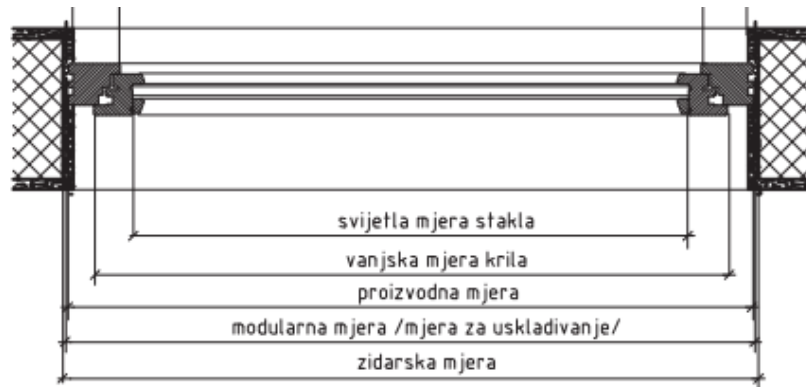 svijetla mjera stakla
vanjska mjera krila
proizvodna mjera
modularna mjera /mjera za usklađivanje/
zidarska mjera